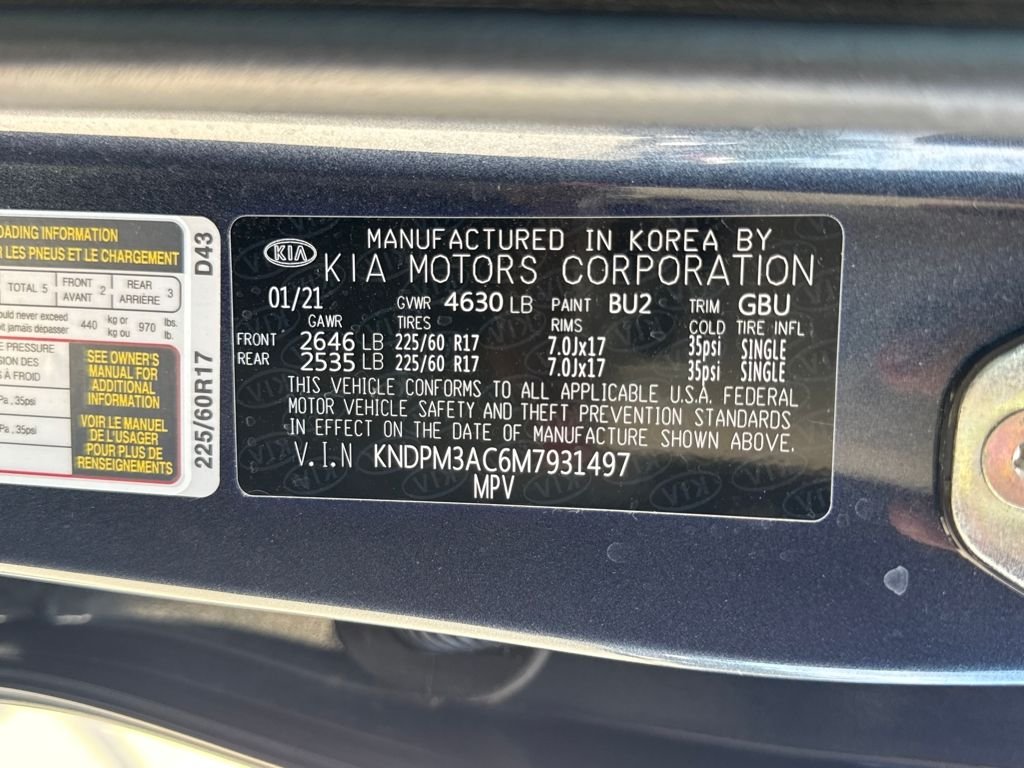 OADING INFORMATION
R LES PNEUS ET LE CHARGEMENT
TOTAL 5 FRONT AVANT 2 REAR ARRIÈRE 3
ould never exceed
it jamais dépasser 440 kg or kg ou 970 lbs. lb.
E PRESSURE
SION DES
S À FROID
Pa , 35psi
Pa , 35psi
SEE OWNER'S
MANUAL FOR
ADDITIONAL
INFORMATION
VOIR LE MANUEL
DE L'USAGER
POUR PLUS DE
RENSEIGNEMENTS
225/60R17 D43
KIA MANUFACTURED IN KOREA BY
KIA MOTORS CORPORATION
01/21 GVWR 4630 LB PAINT BU2 TRIM GBU
GAWR TIRES RIMS COLD TIRE INFL
FRONT 2646 LB 225/60 R17 7.0Jx17 35psi SINGLE
REAR 2535 LB 225/60 R17 7.0Jx17 35psi SINGLE
THIS VEHICLE CONFORMS TO ALL APPLICABLE U.S.A. FEDERAL
MOTOR VEHICLE SAFETY AND THEFT PREVENTION STANDARDS
IN EFFECT ON THE DATE OF MANUFACTURE SHOWN ABOVE.
V.I.N KNDPM3AC6M7931497
MPV